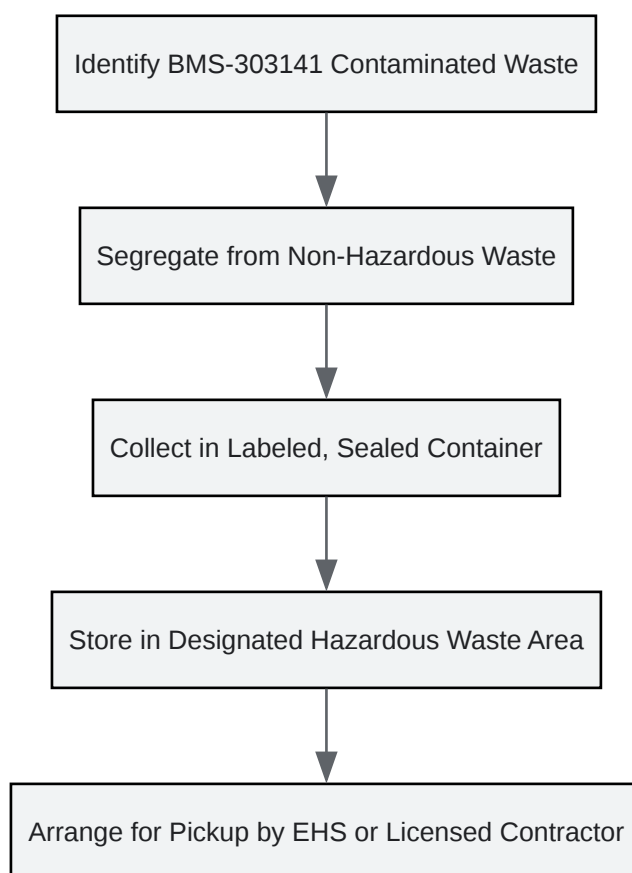 Identify BMS-303141 Contaminated Waste
Segregate from Non-Hazardous Waste
Collect in Labeled, Sealed Container
Store in Designated Hazardous Waste Area
Arrange for Pickup by EHS or Licensed Contractor